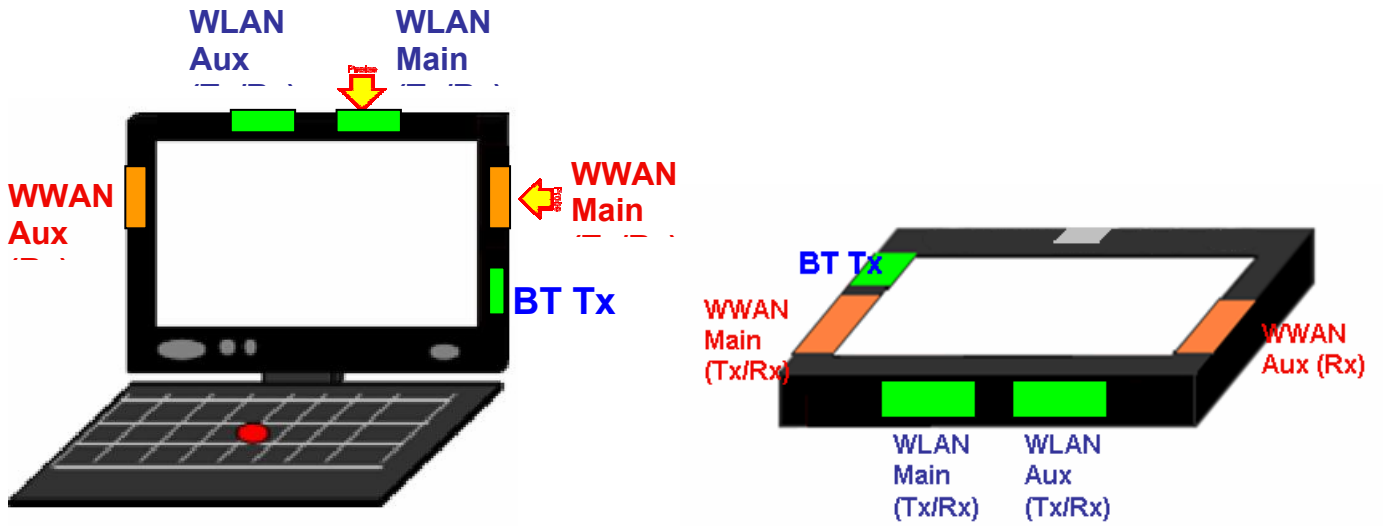 WLAN
Aux
WLAN
Main
WWAN
Aux
WWAN
Main
BT Tx
BT Tx
WWAN
Main
(Tx/Rx)
WWAN
Aux (Rx)
WLAN
Main
(Tx/Rx)
WLAN
Aux
(Tx/Rx)